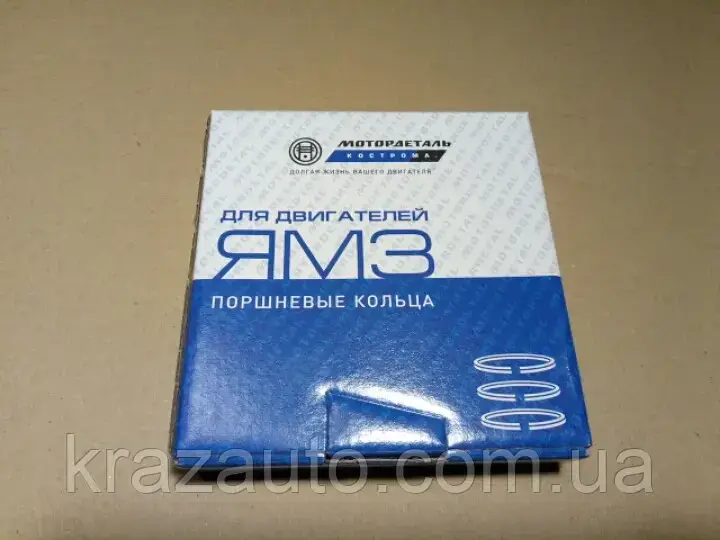 МОТОРДЕТАЛЬ
КОСТРОМА
ДОЛГАЯ ЖИЗНЬ ВАШЕГО ДВИГАТЕЛЯ
ДЛЯ ДВИГАТЕЛЕЙ
ЯМЗ
ПОРШНЕВЫЕ КОЛЬЦА
krazauto.com.ua